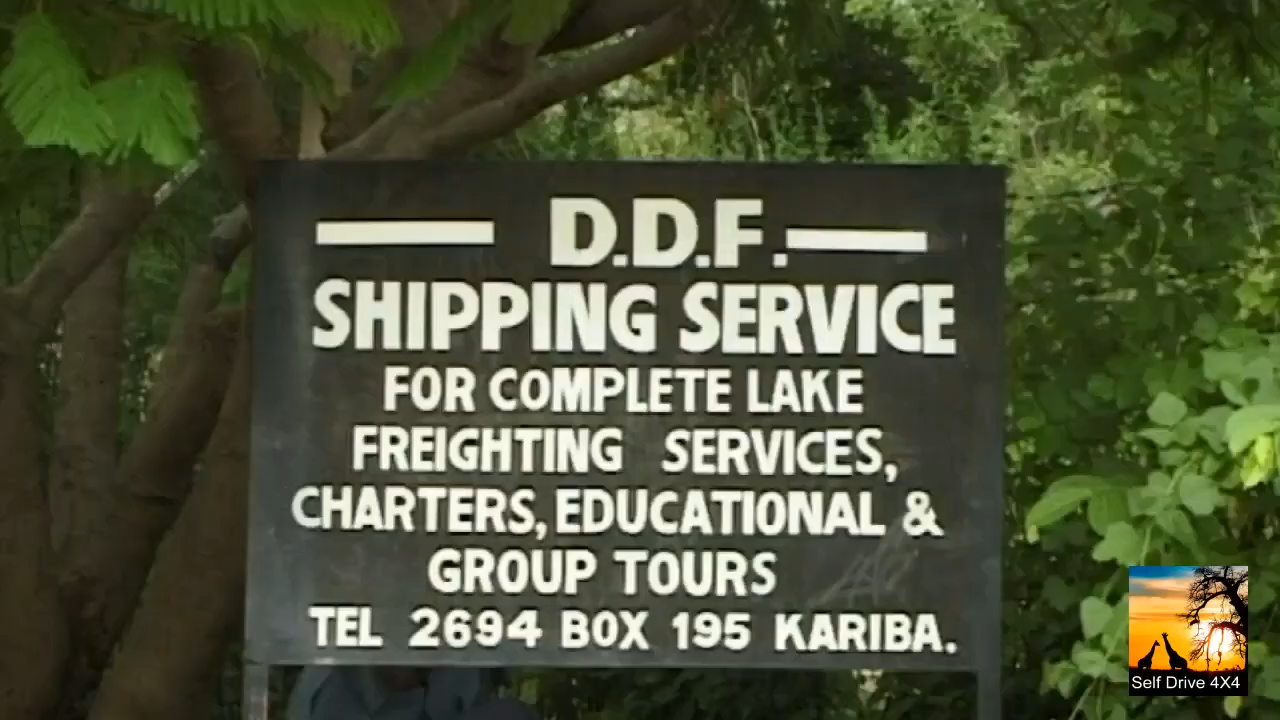 D.D.F.
SHIPPING SERVICE
FOR COMPLETE LAKE
FREIGHTING SERVICES,
CHARTERS, EDUCATIONAL &
GROUP TOURS
TEL 2694 BOX 195 KARIBA.
Self Drive 4X4